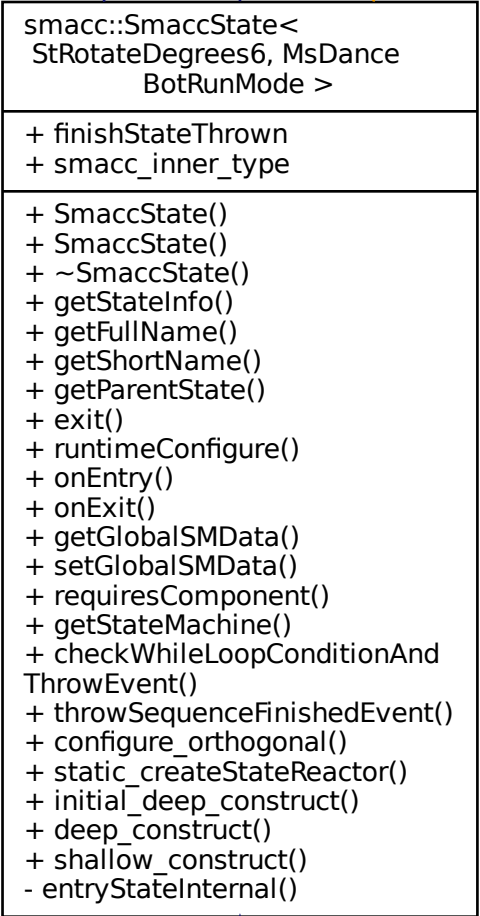 smacc::SmaccState<
StRotateDegrees6, MsDance
BotRunMode >
+ finishStateThrown
+ smacc_inner_type
+ SmaccState()
+ SmaccState()
+ ~SmaccState()
+ getStateInfo()
+ getFullName()
+ getShortName()
+ getParentState()
+ exit()
+ runtimeConfigure()
+ onEntry()
+ onExit()
+ getGlobalSMData()
+ setGlobalSMData()
+ requiresComponent()
+ getStateMachine()
+ checkWhileLoopConditionAnd
ThrowEvent()
+ throwSequenceFinishedEvent()
+ configure_orthogonal()
+ static_createStateReactor()
+ initial_deep_construct()
+ deep_construct()
+ shallow_construct()
- entryStateInternal()